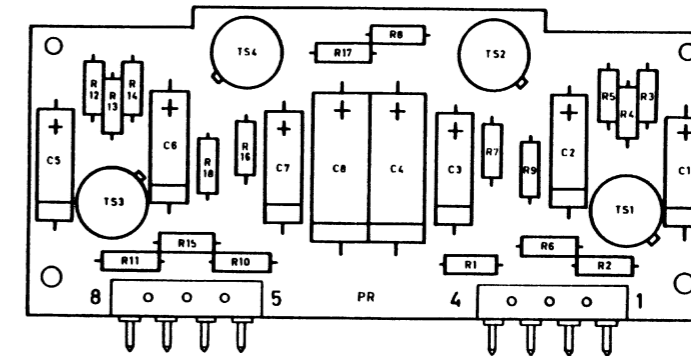 TS4
R17
R8
TS2
R12
R13
R14
R5
R4
R3
C5
+
C6
+
R18
R16
C7
+
C8
+
C4
+
C3
+
R7
R9
C2
+
C1
+
TS3
TS1
R11
R15
R10
R1
R6
R2
8
5
PR
4
1